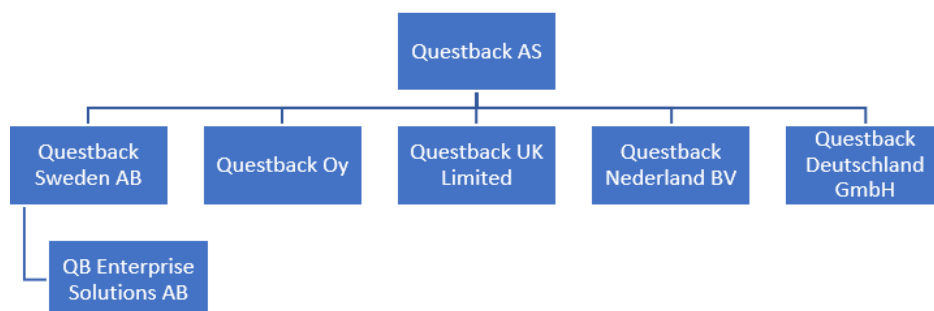 Questback AS
Questback
Sweden AB
Questback Oy
Questback UK
Limited
Questback
Nederland BV
Questback
Deutschland
GmbH
QB Enterprise
Solutions AB